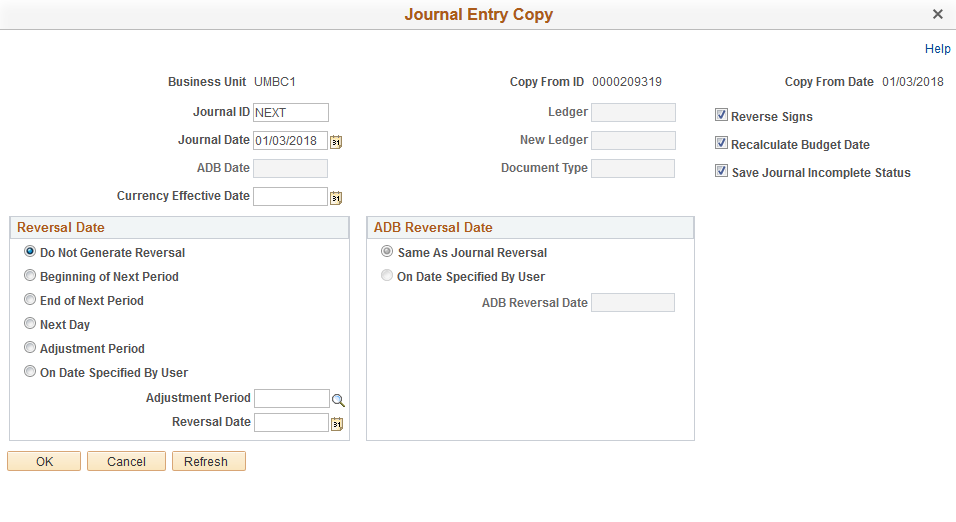 Journal Entry Copy
Help
Business Unit UMBC1 Copy From ID 0000209319 Copy From Date 01/03/2018
Journal ID NEXT Ledger Reverse Signs
Journal Date 01/03/2018 31 New Ledger Recalculate Budget Date
ADB Date Document Type Save Journal Incomplete Status
Currency Effective Date 31
Reversal Date
Do Not Generate Reversal
Beginning of Next Period
End of Next Period
Next Day
Adjustment Period
On Date Specified By User
Adjustment Period
Reversal Date 31
ADB Reversal Date
Same As Journal Reversal
On Date Specified By User
ADB Reversal Date
OK Cancel Refresh